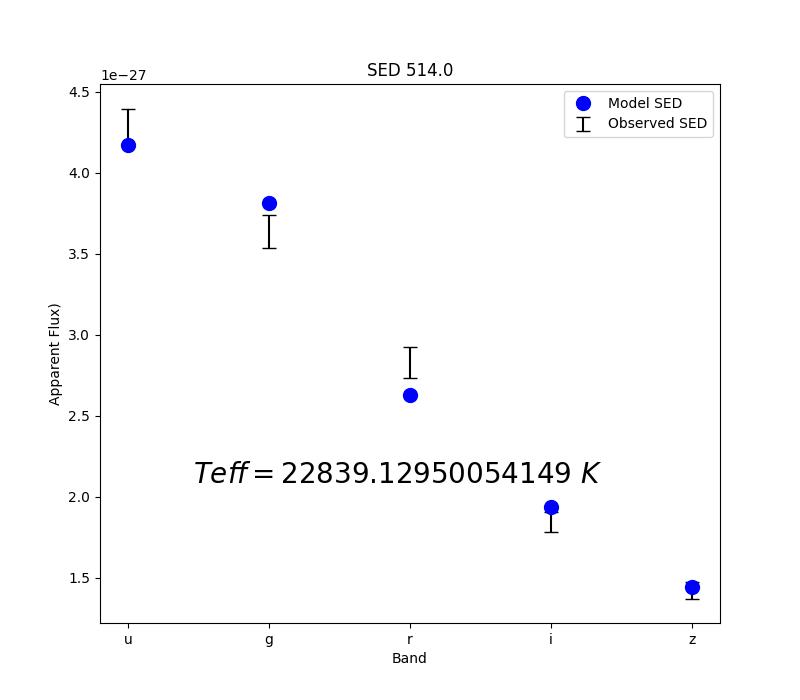 SED 514.0
1e−27
4.5
4.0
3.5
3.0
2.5
2.0
1.5
Apparent Flux)
Model SED
Observed SED
Teff = 22839.12950054149 K
u g r i z
Band